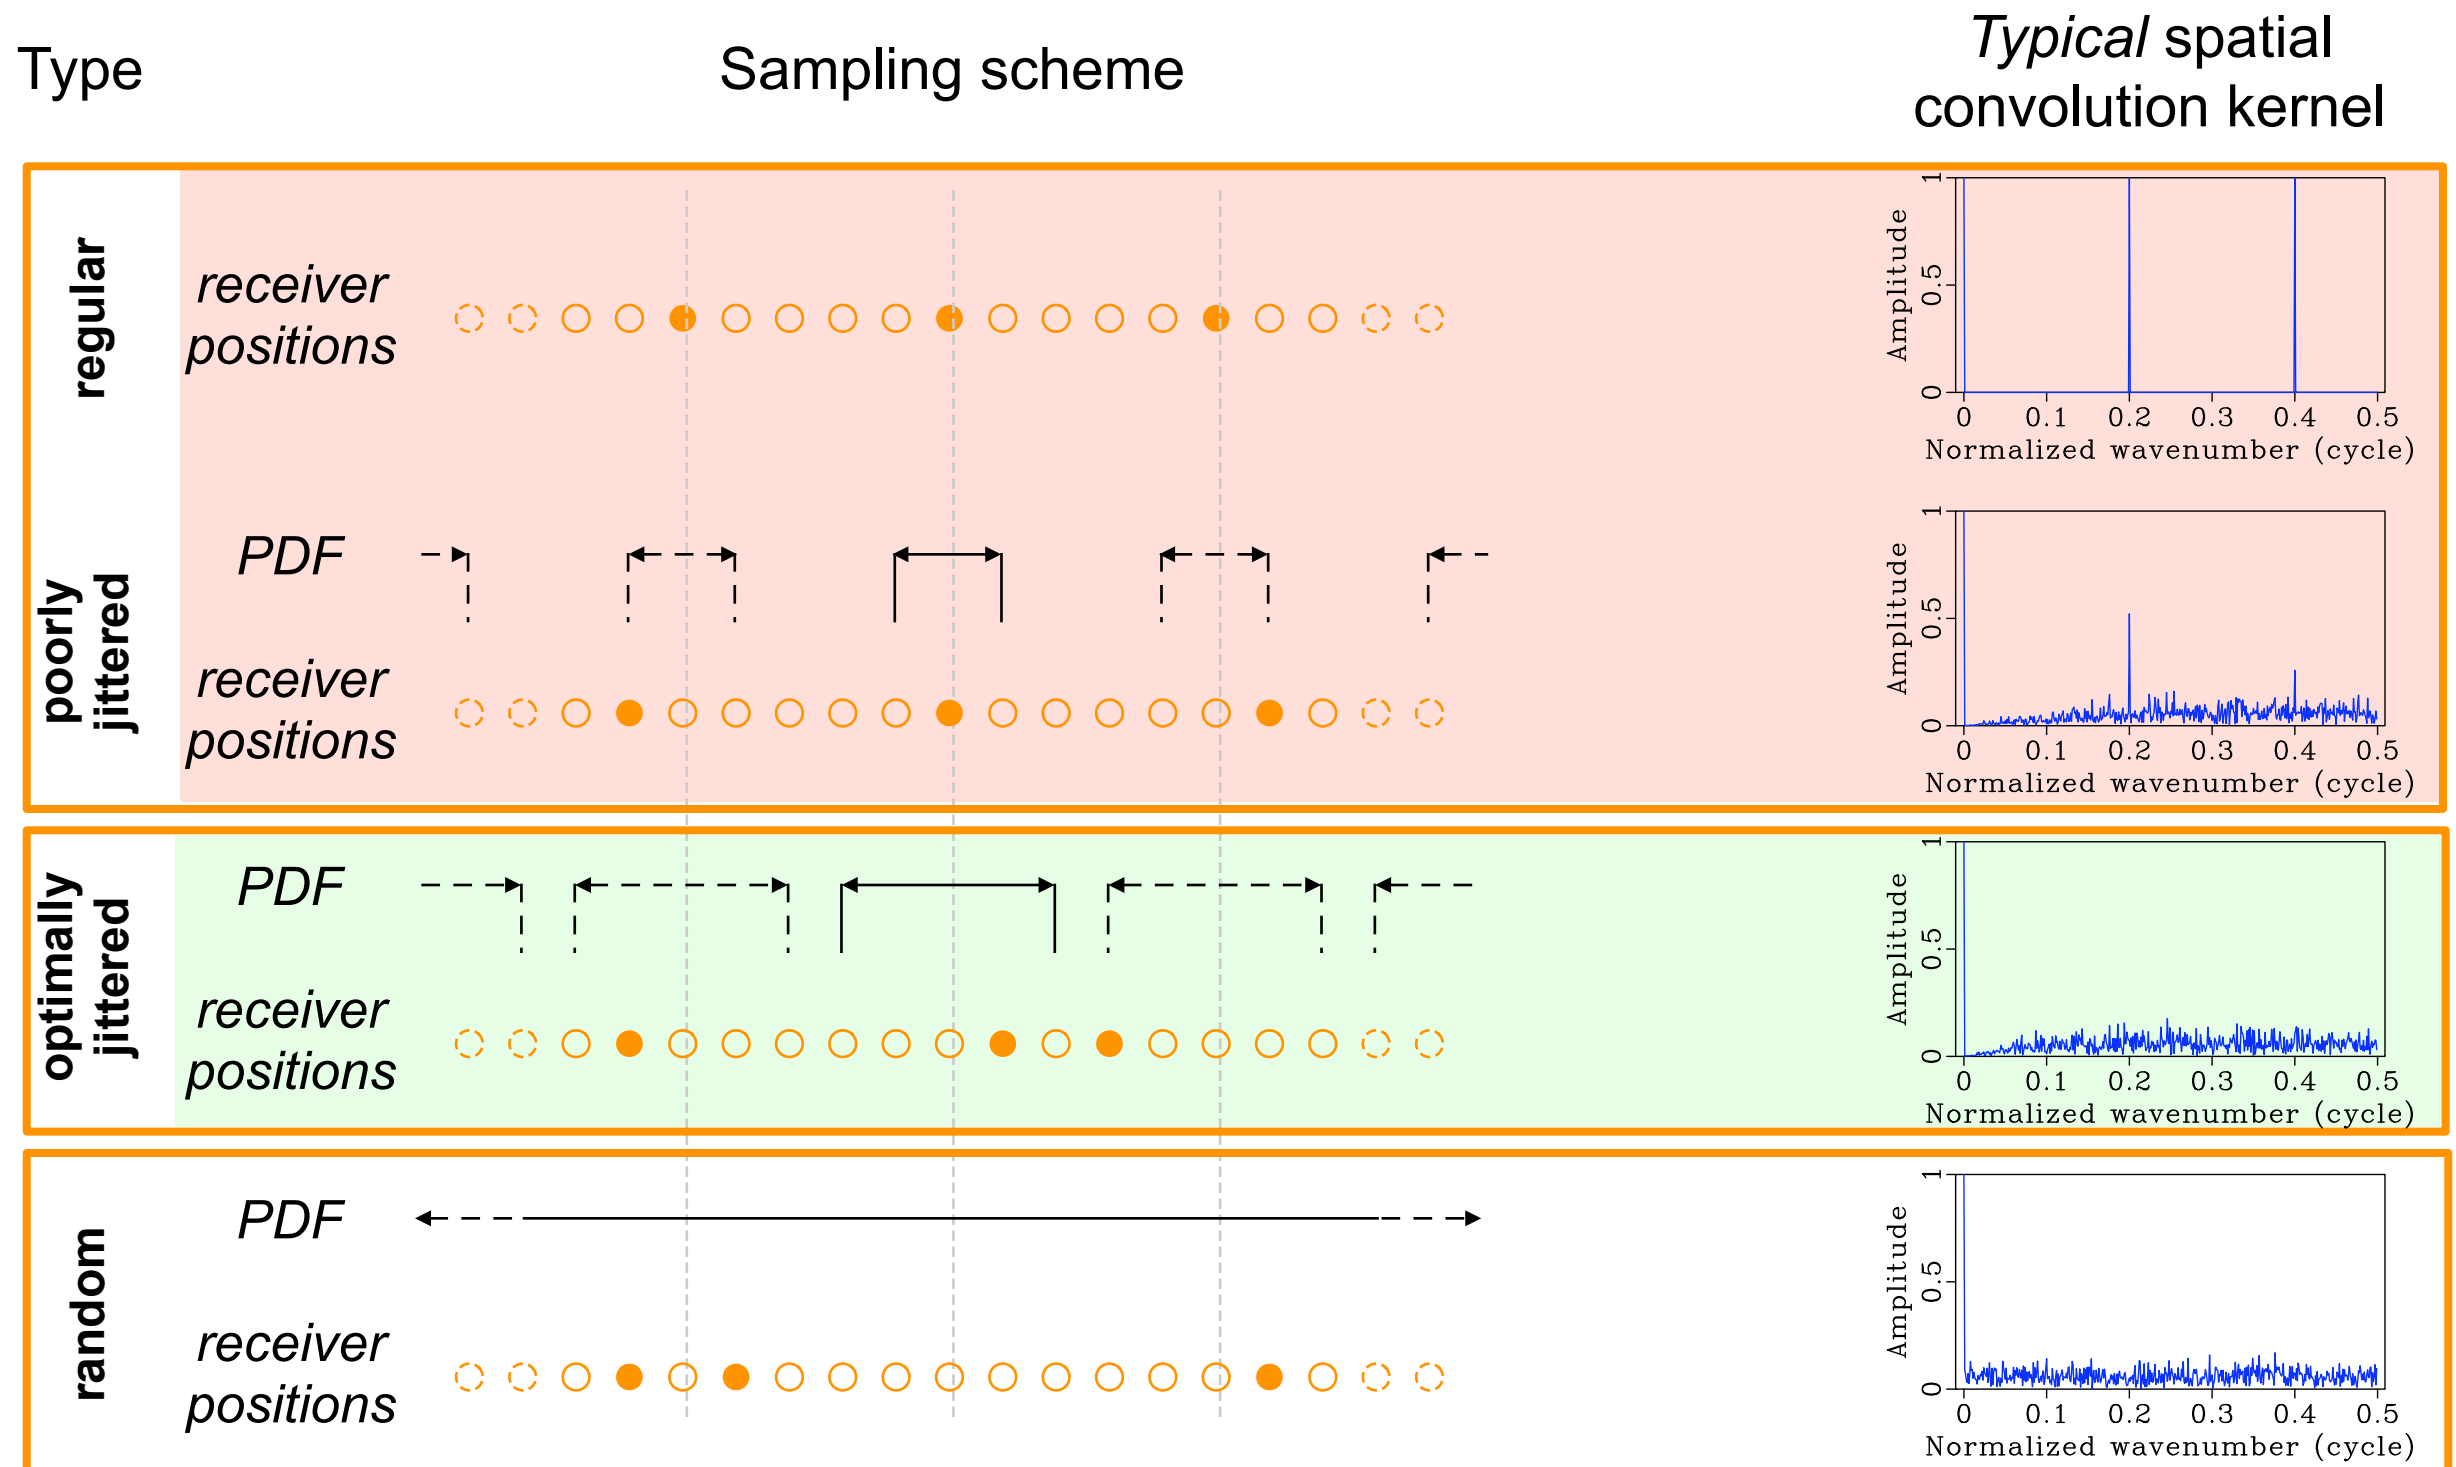 Type
Sampling scheme
Typical spatial
convolution kernel
regular
receiver
positions
Amplitude
0 0.5 1
0 0.1 0.2 0.3 0.4 0.5
Normalized wavenumber (cycle)
poorly
jittered
PDF
receiver
positions
Amplitude
0 0.5 1
0 0.1 0.2 0.3 0.4 0.5
Normalized wavenumber (cycle)
optimally
jittered
PDF
receiver
positions
Amplitude
0 0.5 1
0 0.1 0.2 0.3 0.4 0.5
Normalized wavenumber (cycle)
random
PDF
receiver
positions
Amplitude
0 0.5 1
0 0.1 0.2 0.3 0.4 0.5
Normalized wavenumber (cycle)